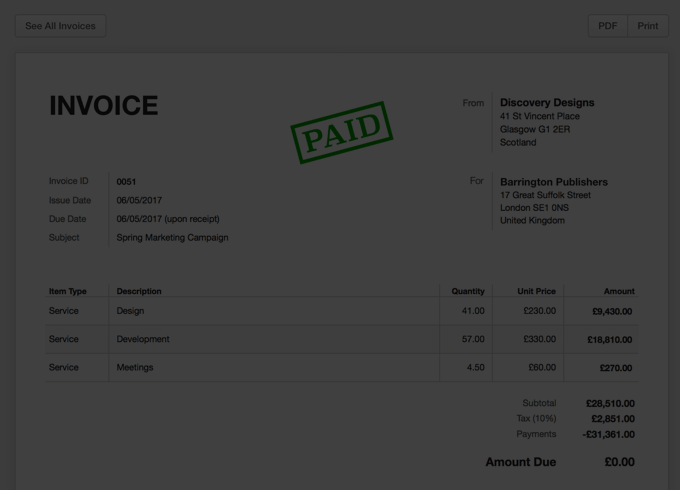 See All Invoices
PDF Print
INVOICE
PAID
From Discovery Designs
41 St Vincent Place
Glasgow G1 2ER
Scotland
Invoice ID 0051
Issue Date 06/05/2017
Due Date 06/05/2017 (upon receipt)
Subject Spring Marketing Campaign
For Barrington Publishers
17 Great Suffolk Street
London SE1 0NS
United Kingdom
Item Type Description Quantity Unit Price Amount
Service Design 41.00 £230.00 £9,430.00
Service Development 57.00 £330.00 £18,810.00
Service Meetings 4.50 £60.00 £270.00
Subtotal £28,510.00
Tax (10%) £2,851.00
Payments -£31,361.00
Amount Due £0.00